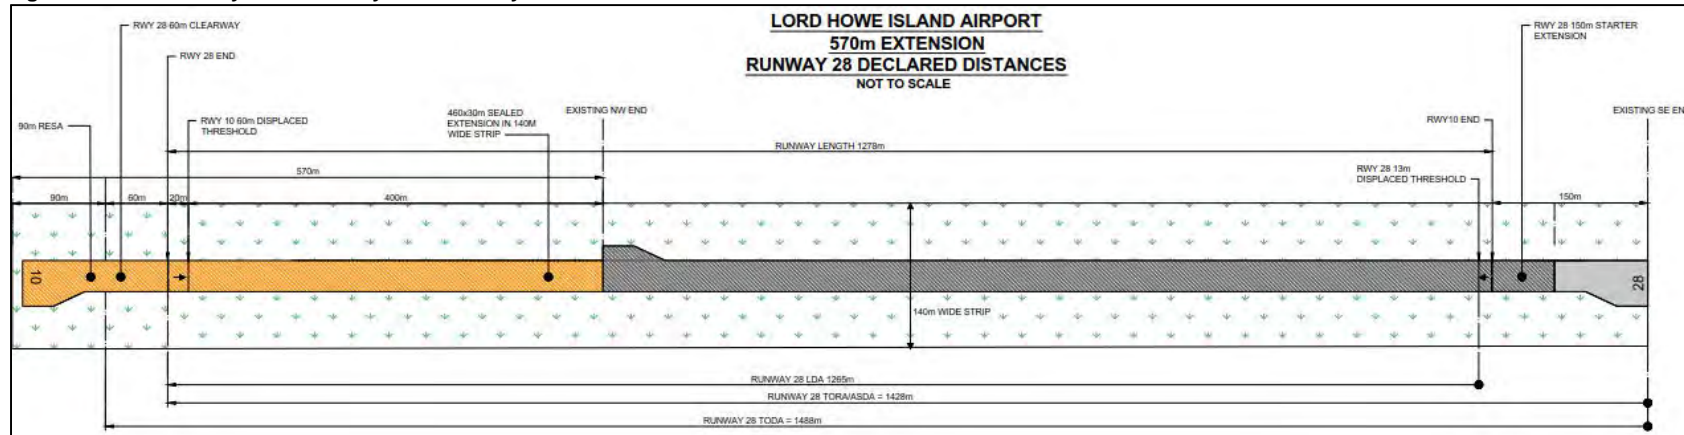 LORD HOWE ISLAND AIRPORT
570m EXTENSION
RUNWAY 28 DECLARED DISTANCES
NOT TO SCALE
RWY 28 60m CLEARWAY
RWY 28 END
90m RESA
RWY 10 60m DISPLACED
THRESHOLD
460x30m SEALED
EXTENSION IN 140M
WIDE STRIP
EXISTING NW END
RWY 28 150m STARTER
EXTENSION
RWY10 END
EXISTING SE EN
RUNWAY LENGTH 1278m
RWY 28 13m
DISPLACED THRESHOLD
570m
90m
60m
20m
400m
150m
10
28
140m WIDE STRIP
RUNWAY 28 LDA 1265m
RUNWAY 28 TORA/ASDA = 1428m
RUNWAY 28 TODA = 1488m